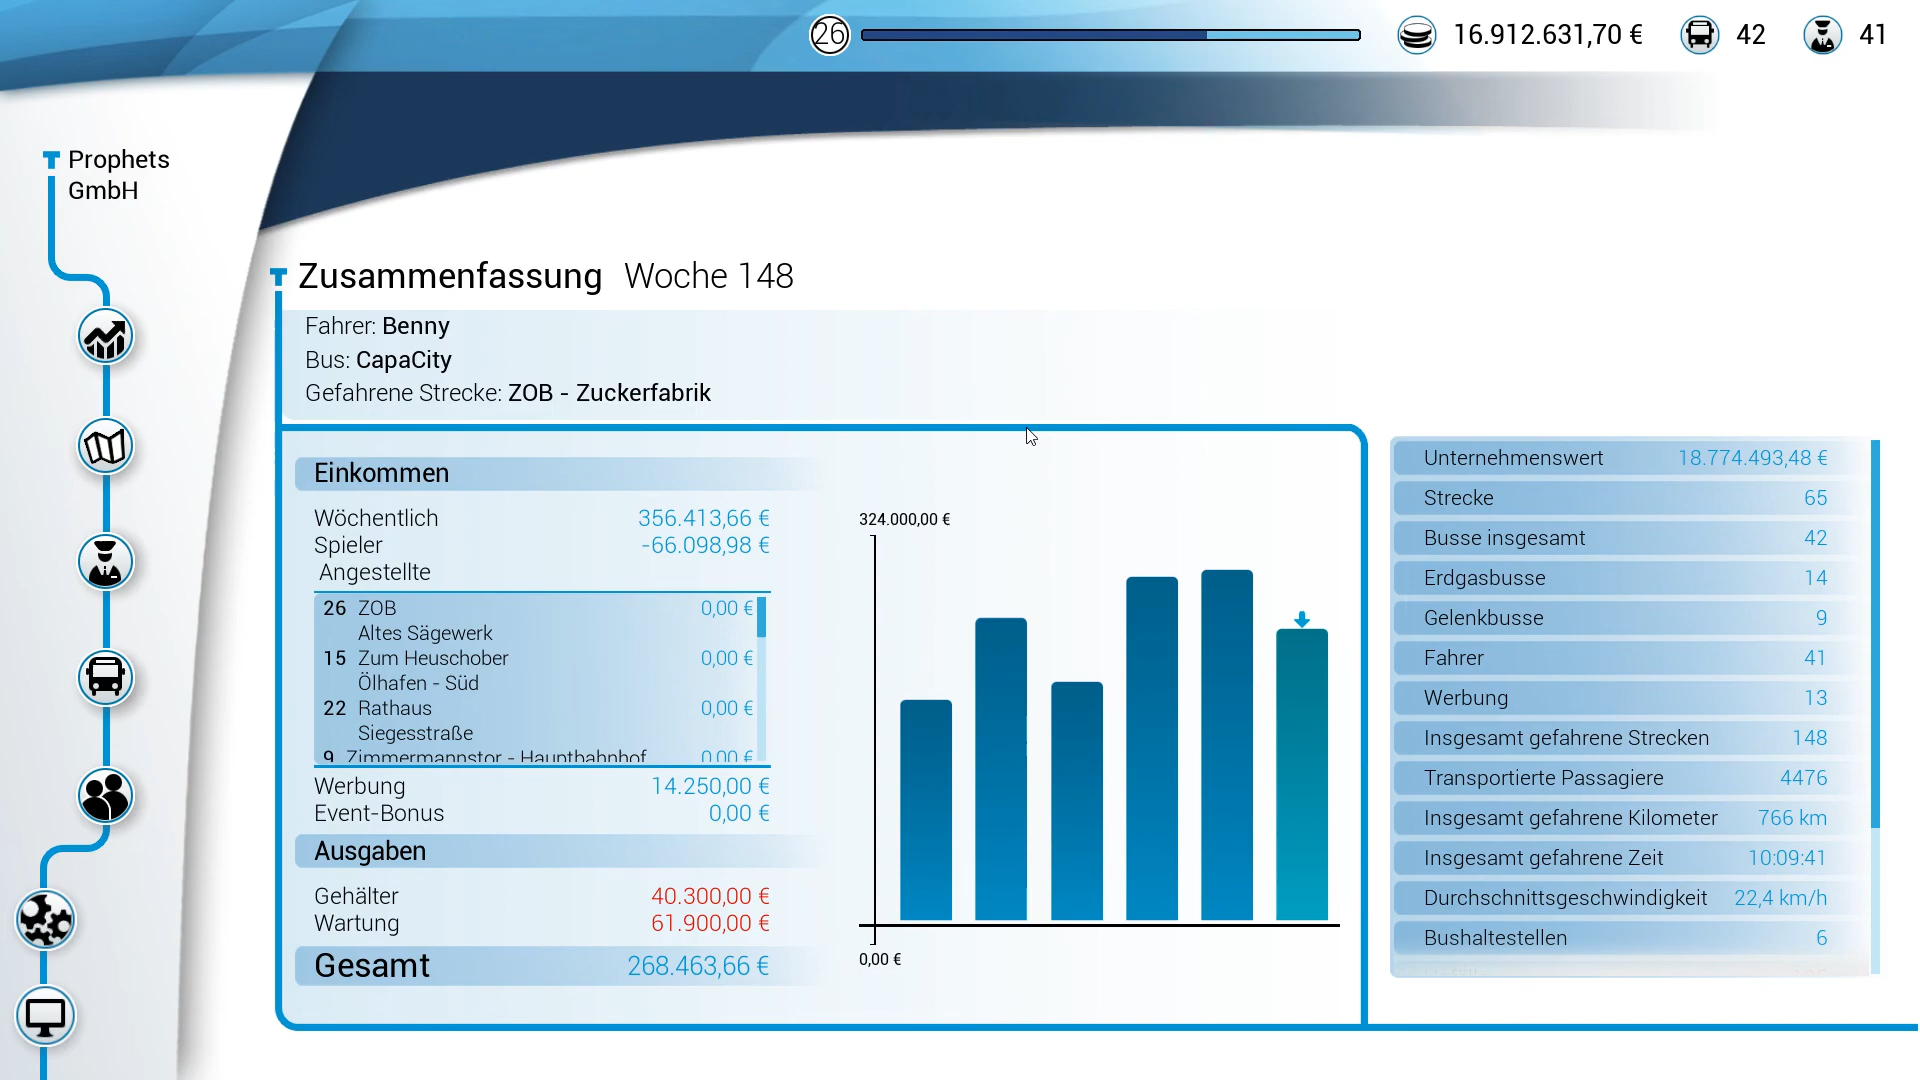 26 16.912.631,70 € 42 41
Prophets
GmbH
Zusammenfassung Woche 148
Fahrer: Benny
Bus: CapaCity
Gefahrene Strecke: ZOB - Zuckerfabrik
Einkommen
Wöchentlich 356.413,66 €
Spieler -66.098,98 €
Angestellte
26 ZOB 0,00 €
Altes Sägewerk
15 Zum Heuschober 0,00 €
Ölhafen - Süd
22 Rathaus 0,00 €
Siegesstraße
9 Zimmermannstor - Hauptbahnhof 0,00 €
Werbung 14.250,00 €
Event-Bonus 0,00 €
Ausgaben
Gehälter 40.300,00 €
Wartung 61.900,00 €
Gesamt 268.463,66 €
324.000,00 €
0,00 €
Unternehmenswert 18.774.493,48 €
Strecke 65
Busse insgesamt 42
Erdgasbusse 14
Gelenkbusse 9
Fahrer 41
Werbung 13
Insgesamt gefahrene Strecken 148
Transportierte Passagiere 4476
Insgesamt gefahrene Kilometer 766 km
Insgesamt gefahrene Zeit 10:09:41
Durchschnittsgeschwindigkeit 22,4 km/h
Bushaltestellen 6